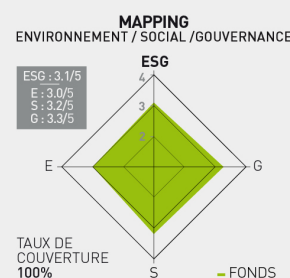 MAPPING
ENVIRONNEMENT / SOCIAL /GOUVERNANCE
ESG
ESG : 3.1/5
E : 3.0/5
S : 3.2/5
G : 3.3/5
4
3
2
E
G
S
TAUX DE
COUVERTURE
100%
FONDS